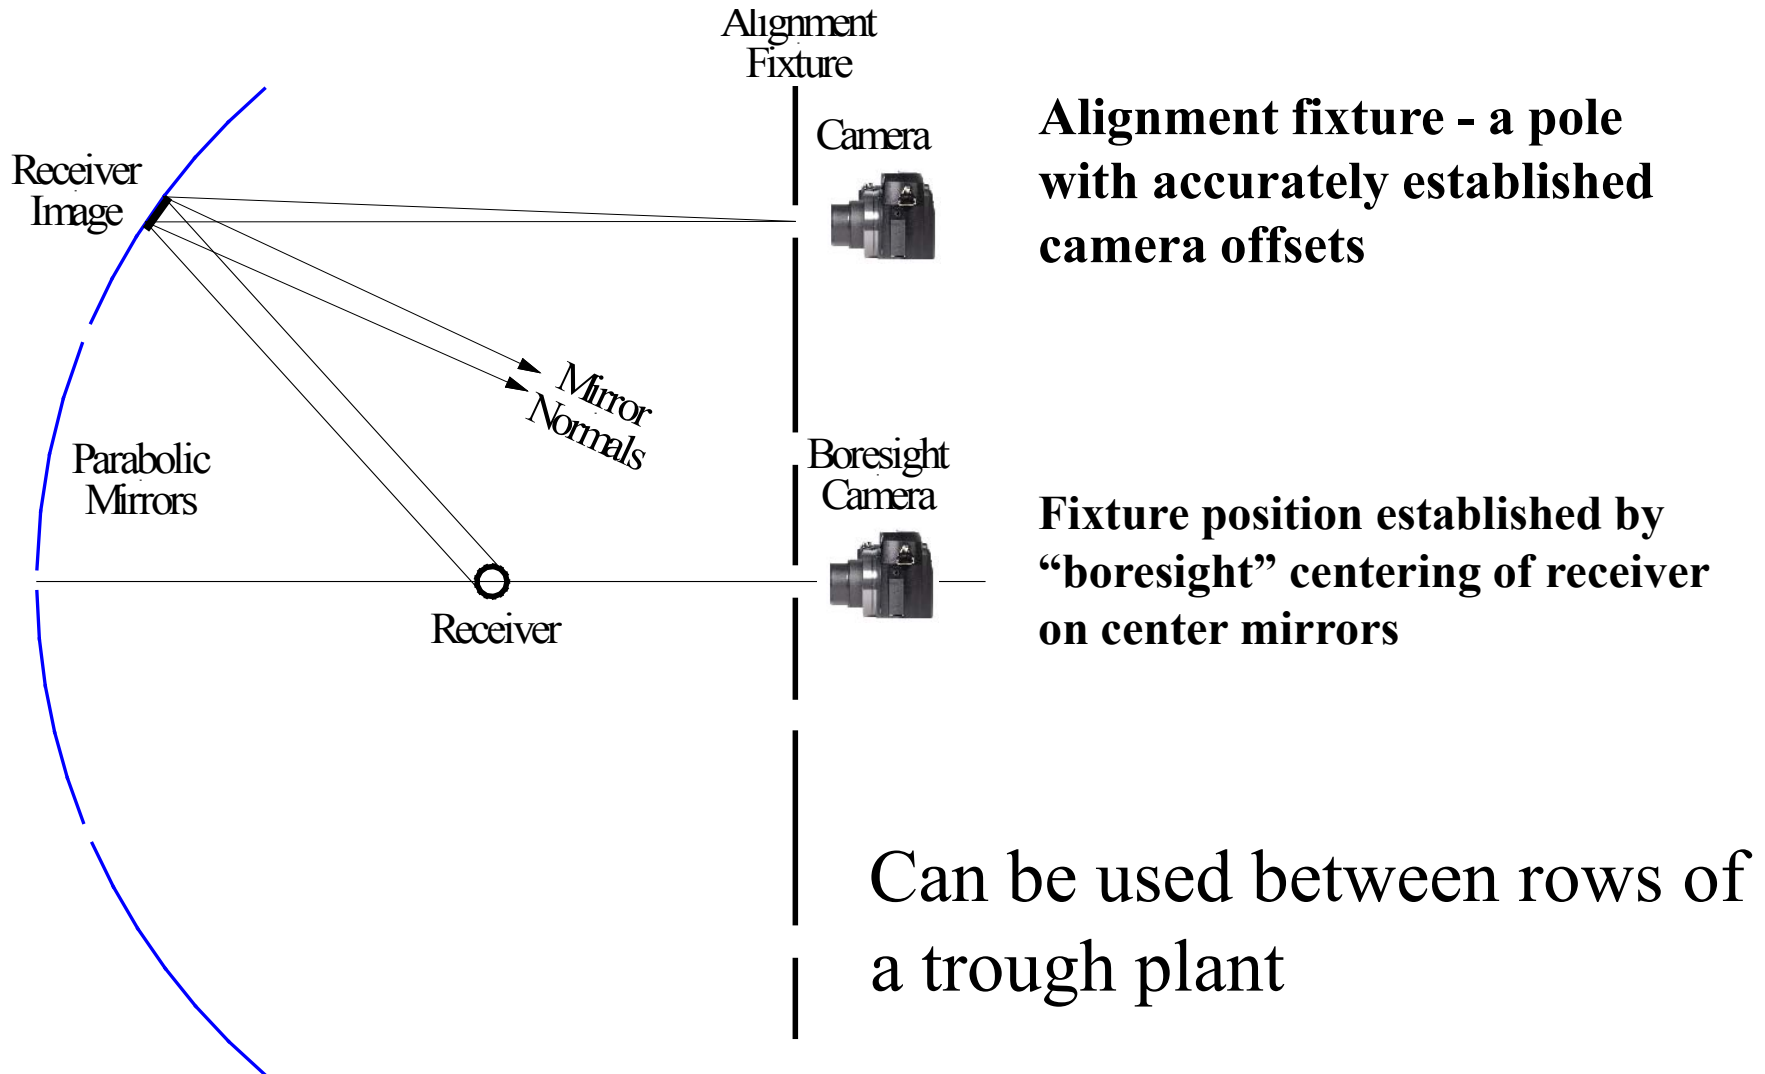 Alignment
Fixture
Camera
Receiver
Image
Mirror
Normals
Parabolic
Mirrors
Boresight
Camera
Receiver
Alignment fixture - a pole
with accurately established
camera offsets
Fixture position established by
“boresight” centering of receiver
on center mirrors
Can be used between rows of
a trough plant